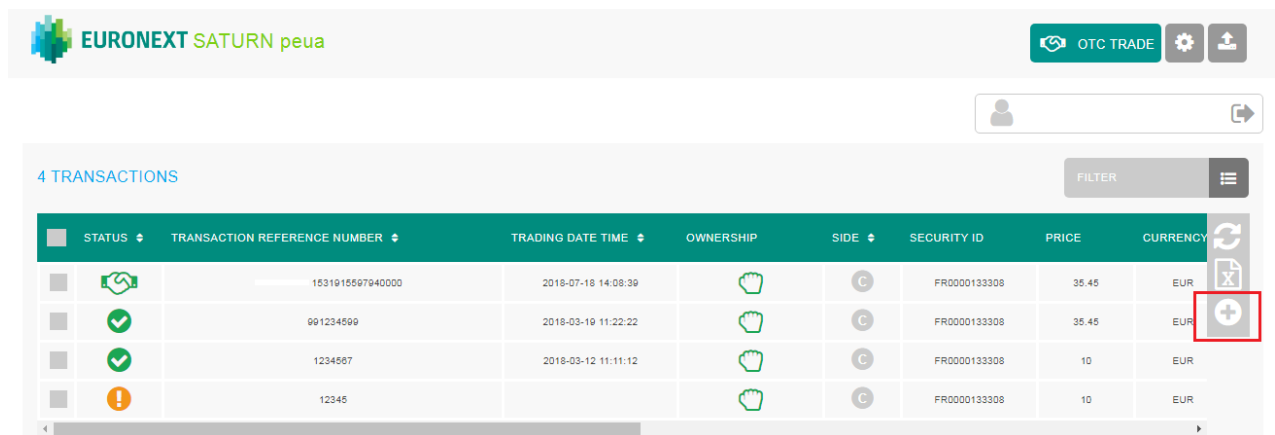 EURONEXT SATURN peua
OTC TRADE
4 TRANSACTIONS
FILTER
STATUS TRANSACTION REFERENCE NUMBER TRADING DATE TIME OWNERSHIP SIDE SECURITY ID PRICE CURRENCY
1531915597940000 2018-07-18 14:08:39 C FR0000133308 35.45 EUR X
991234599 2018-03-19 11:22:22 C FR0000133308 35.45 EUR
1234567 2018-03-12 11:11:12 C FR0000133308 10 EUR
12345 C FR0000133308 10 EUR